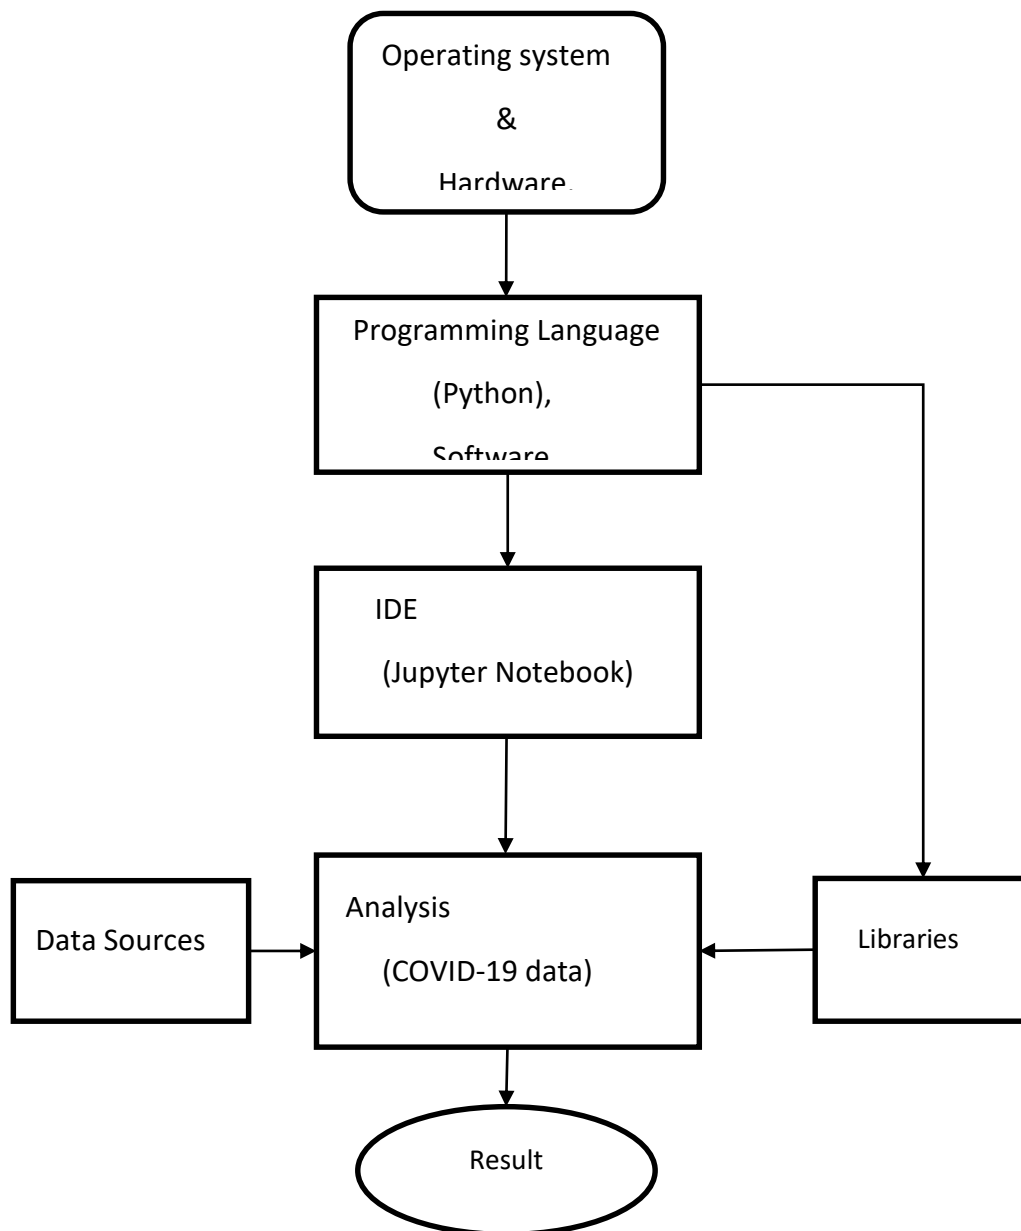 Operating system
&
Hardware.
Programming Language
(Python),
Software
IDE
(Jupyter Notebook)
Analysis
(COVID-19 data)
Data Sources
Libraries
Result